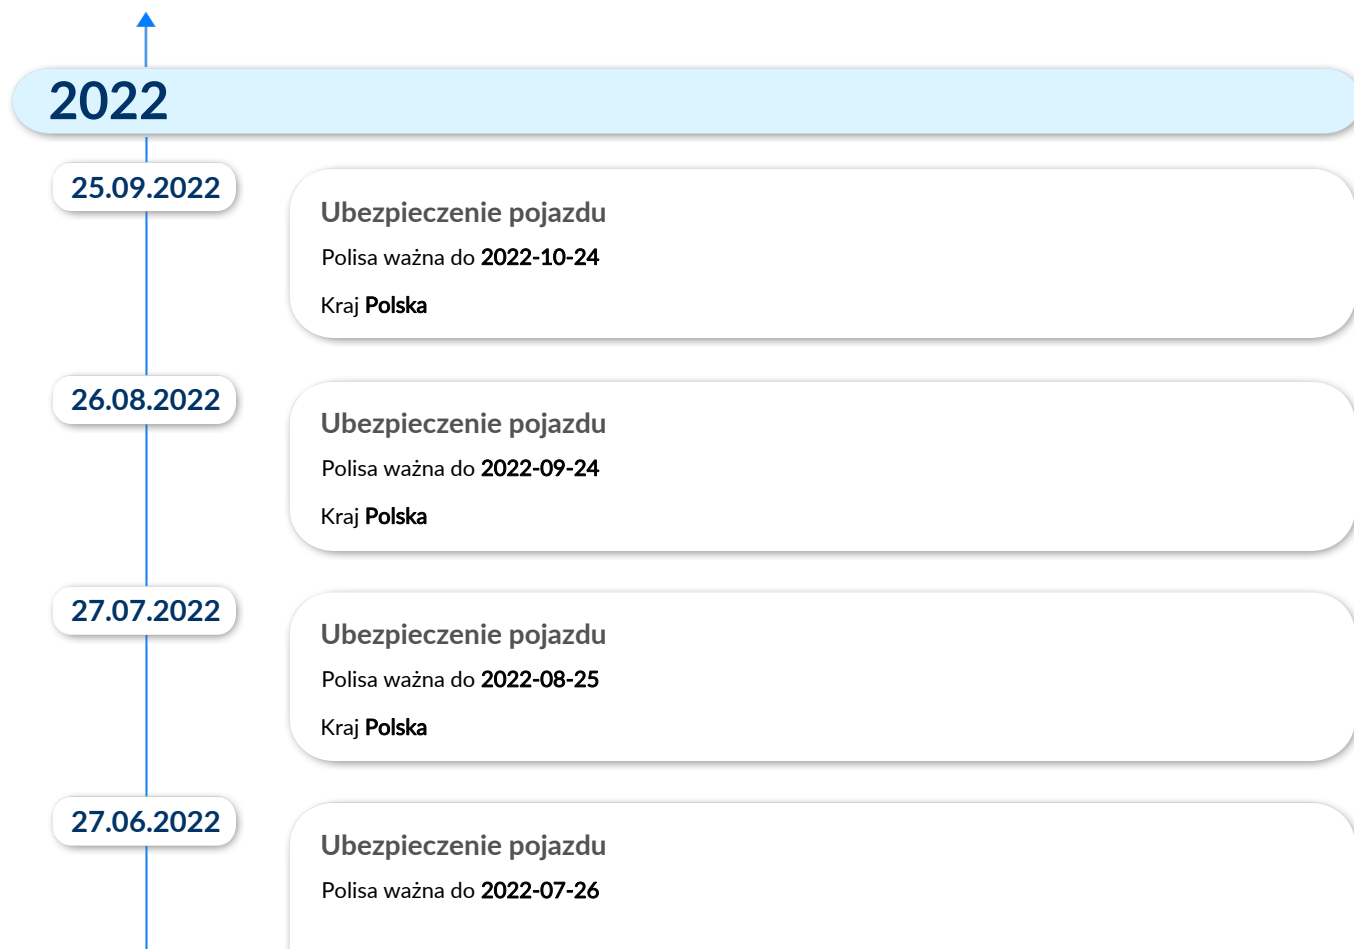 2022
25.09.2022
Ubezpieczenie pojazdu
Polisa ważna do 2022-10-24
Kraj Polska
26.08.2022
Ubezpieczenie pojazdu
Polisa ważna do 2022-09-24
Kraj Polska
27.07.2022
Ubezpieczenie pojazdu
Polisa ważna do 2022-08-25
Kraj Polska
27.06.2022
Ubezpieczenie pojazdu
Polisa ważna do 2022-07-26